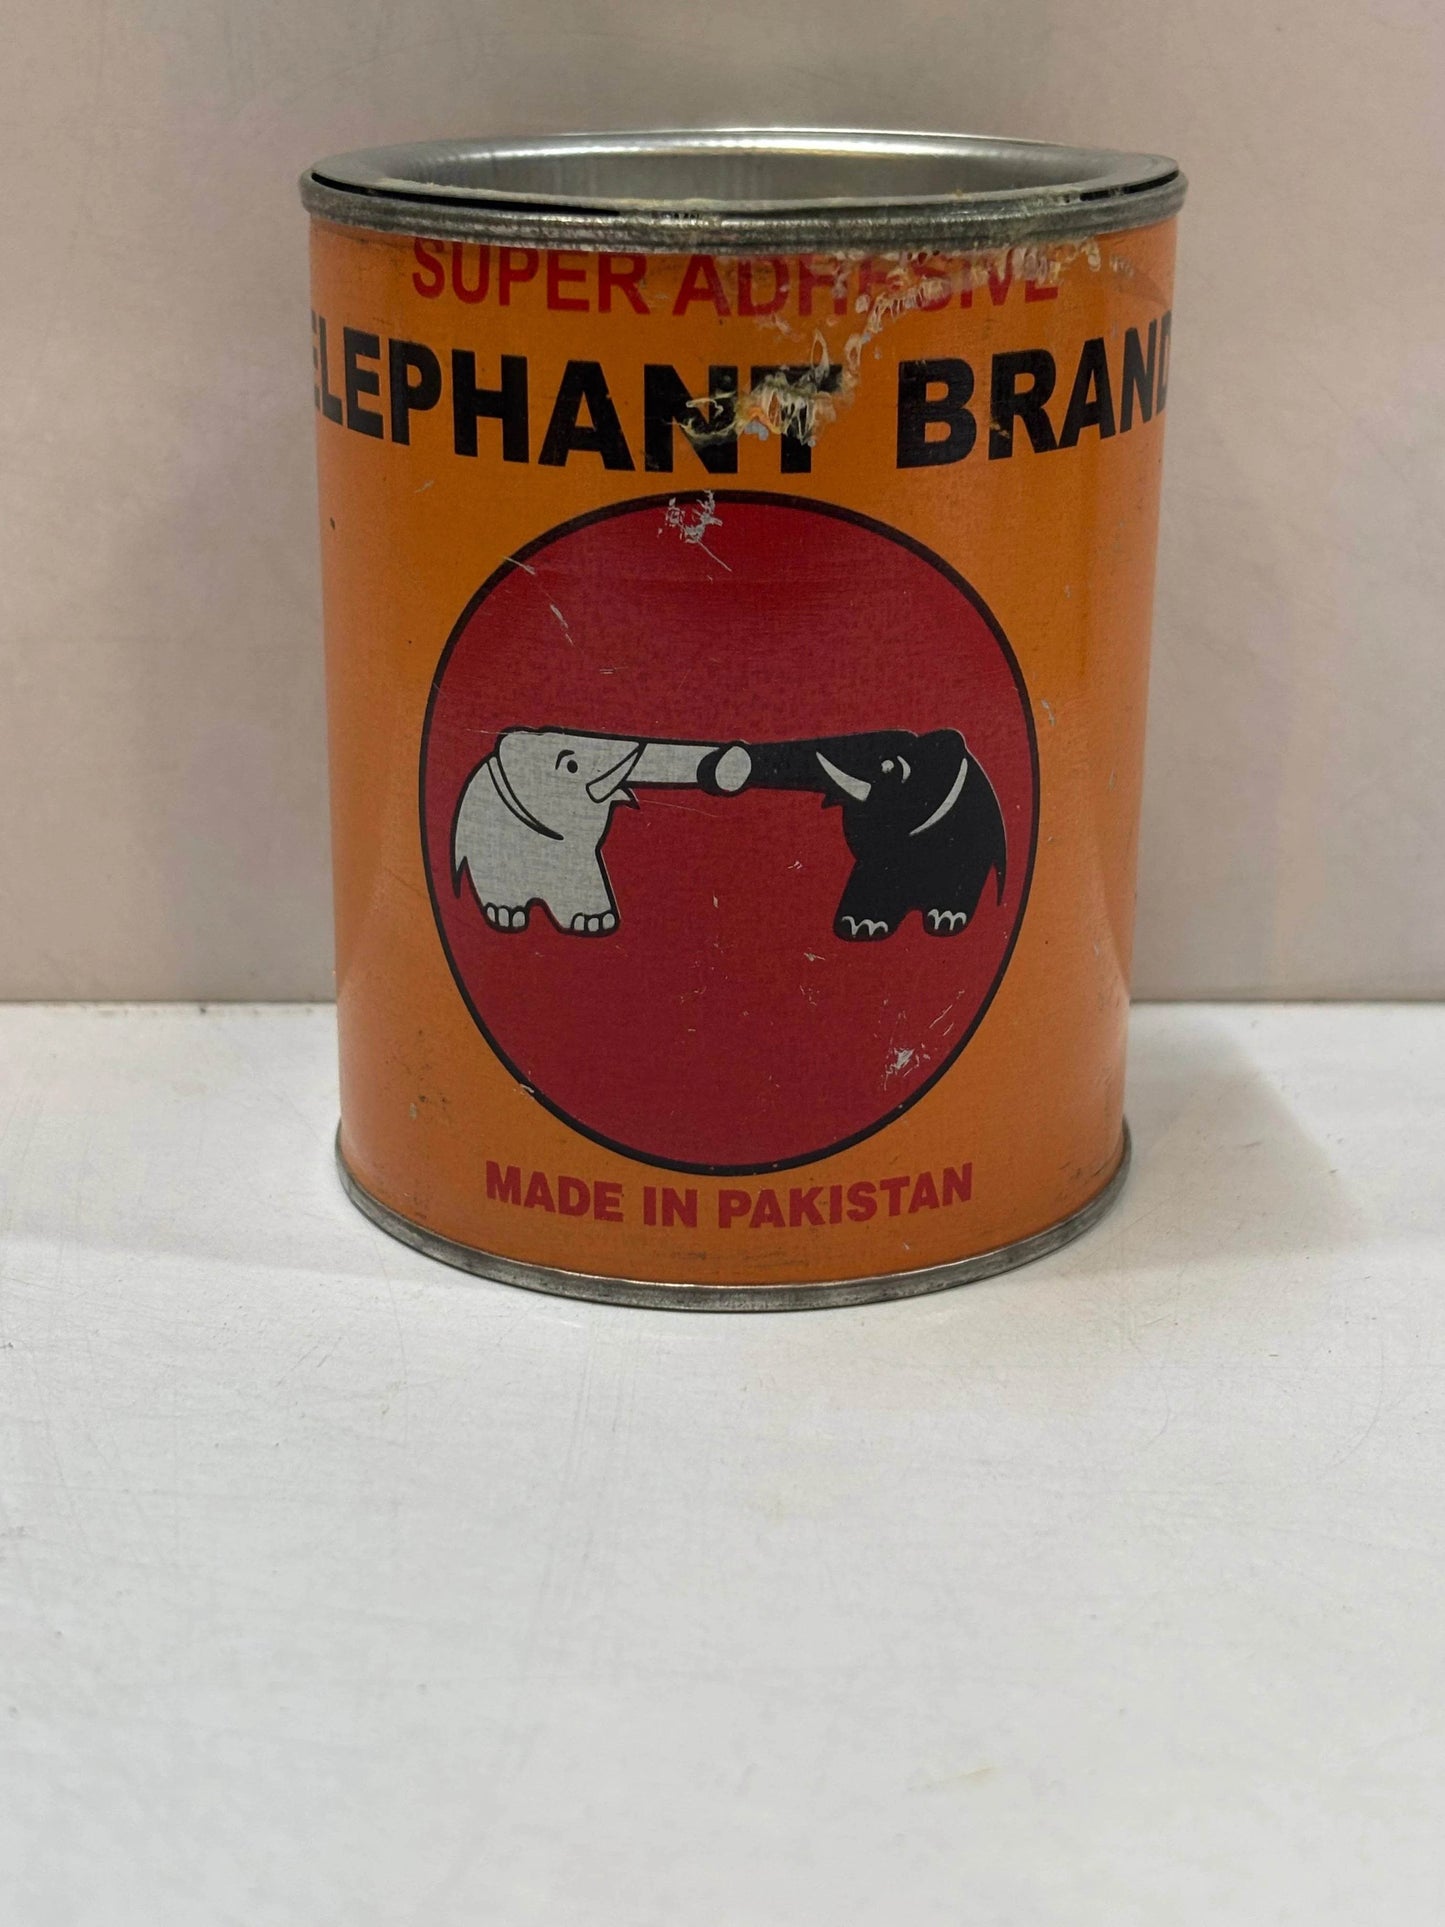 SUPER ADHESIVE
ELEPHANT BRAND
MADE IN PAKISTAN